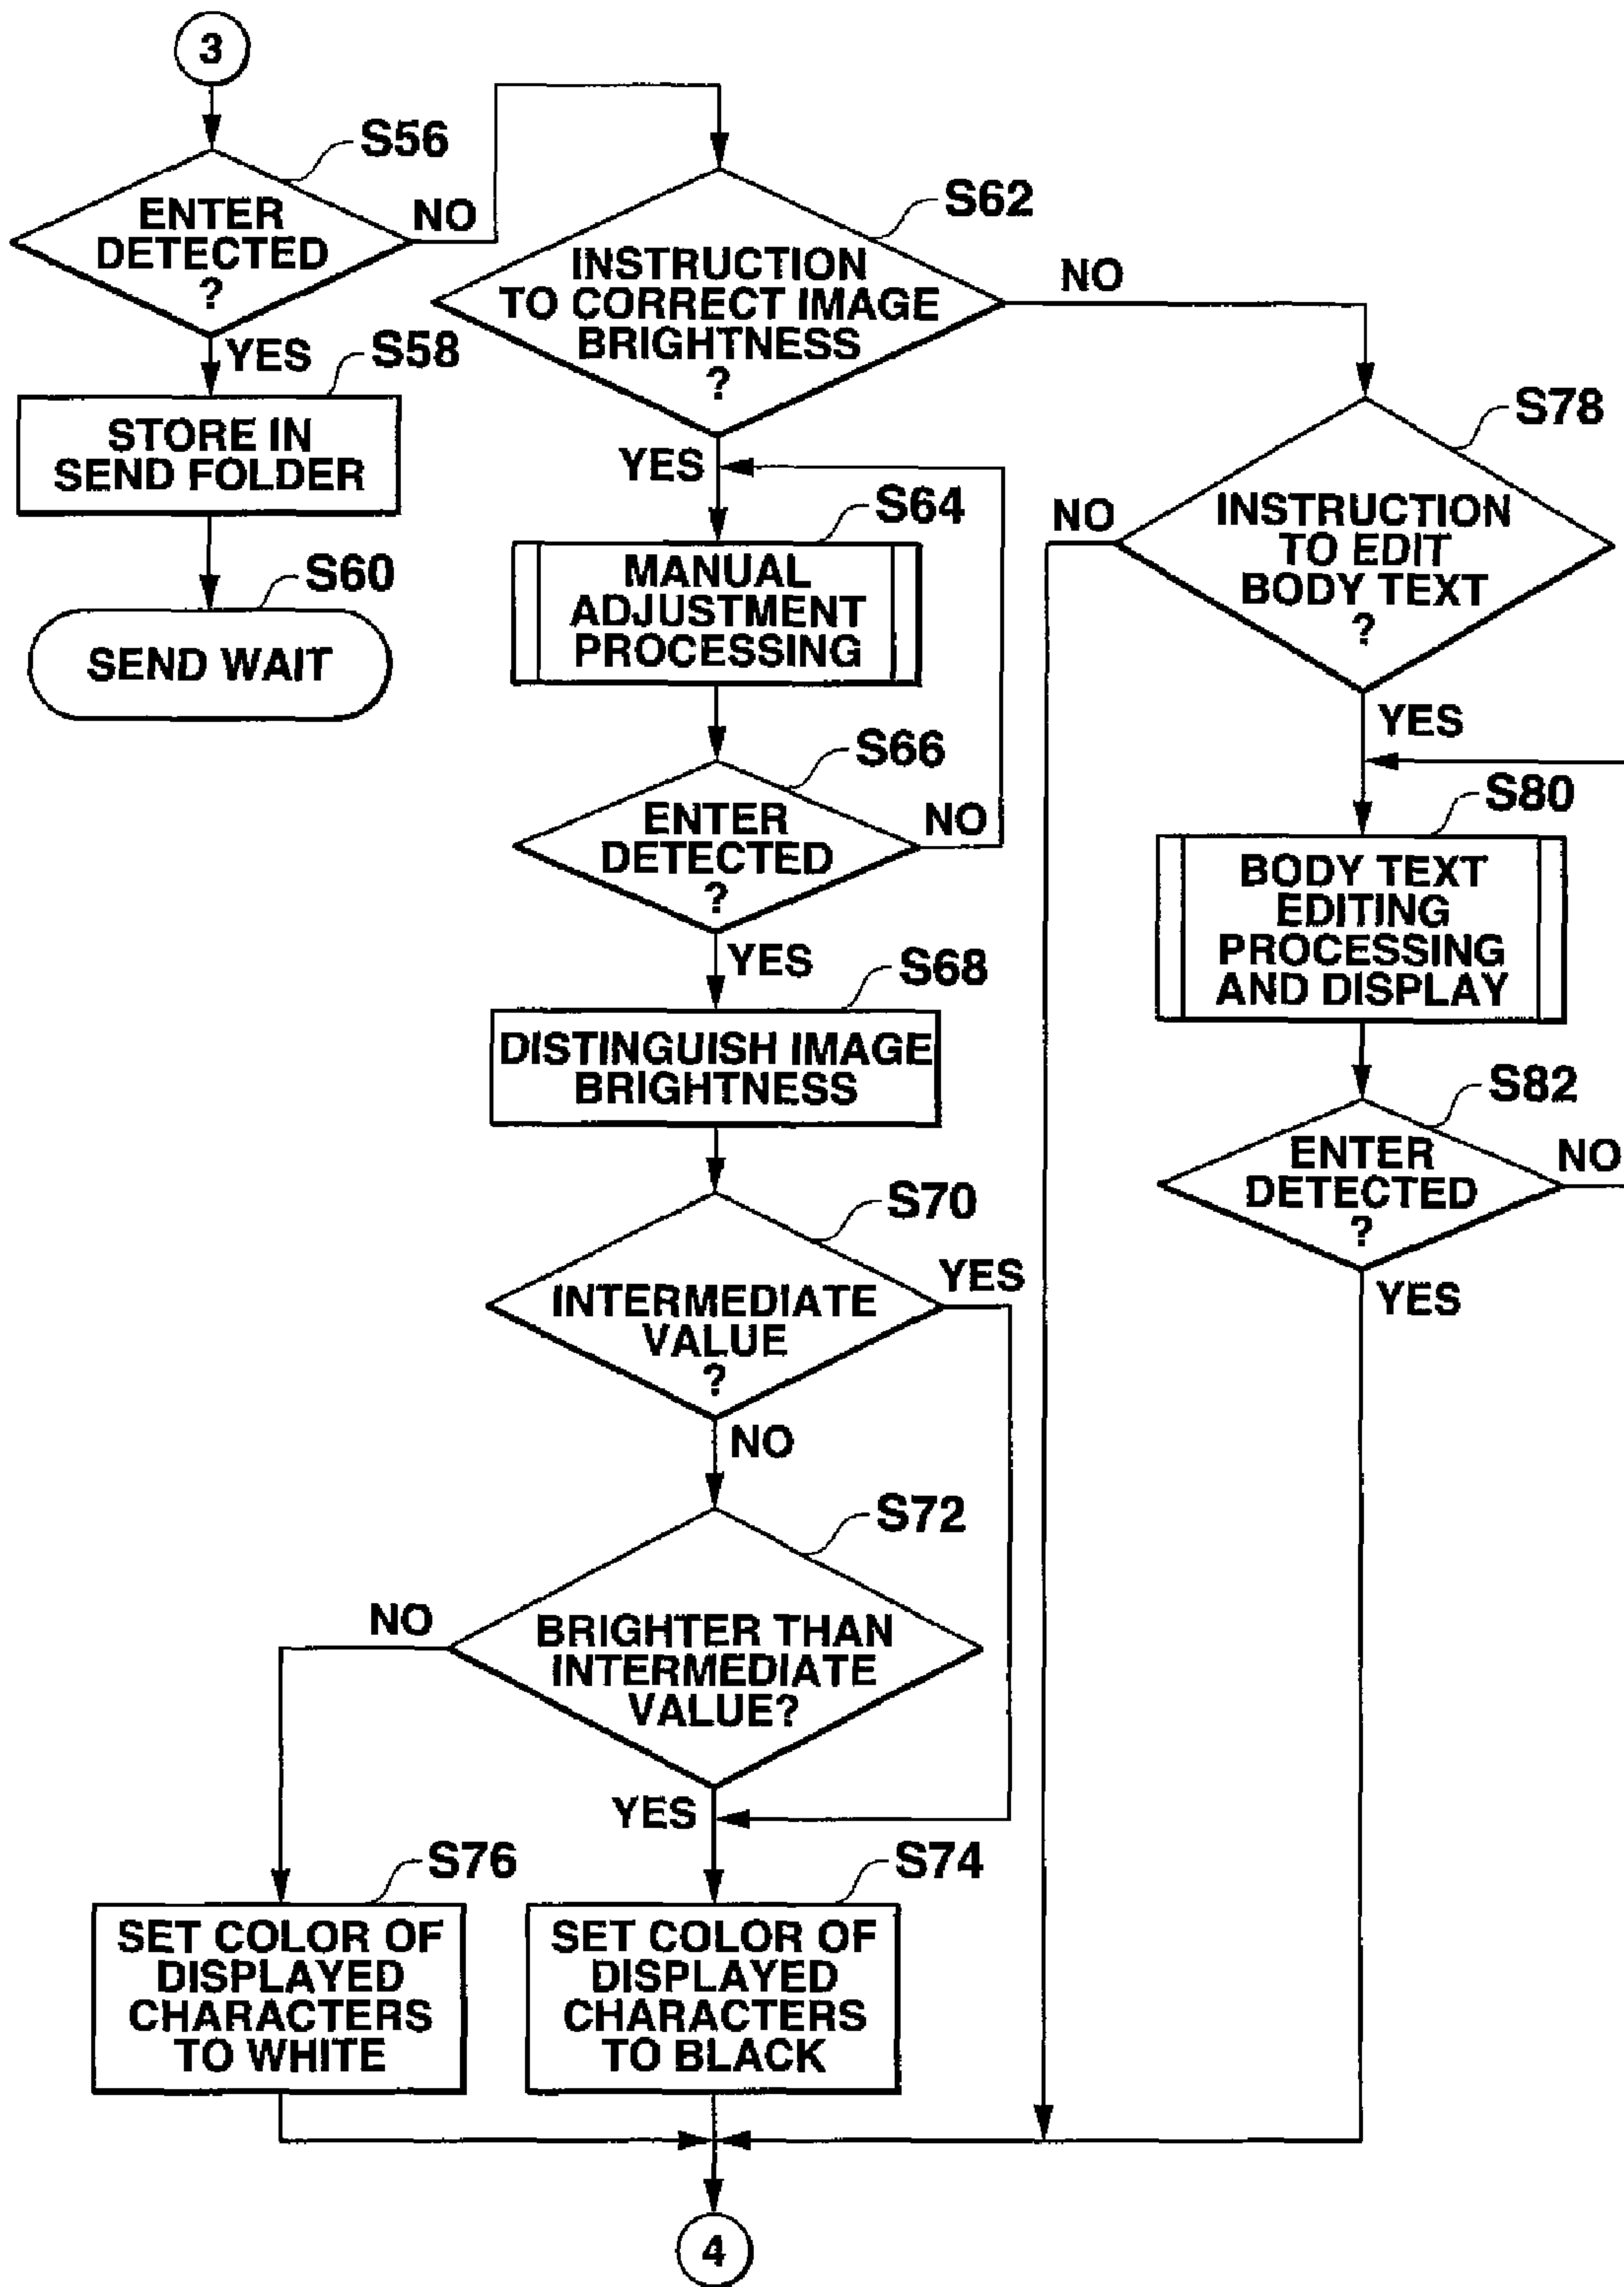 3
S56
ENTER
DETECTED
?
NO
YES
S58
STORE IN
SEND FOLDER
S60
SEND WAIT
S62
INSTRUCTION
TO CORRECT IMAGE
BRIGHTNESS
?
NO
YES
S64
MANUAL
ADJUSTMENT
PROCESSING
S66
ENTER
DETECTED
?
NO
YES
S68
DISTINGUISH IMAGE
BRIGHTNESS
S70
INTERMEDIATE
VALUE
?
YES
NO
S72
BRIGHTER THAN
INTERMEDIATE
VALUE?
NO
YES
S76
SET COLOR OF
DISPLAYED
CHARACTERS
TO WHITE
S74
SET COLOR OF
DISPLAYED
CHARACTERS
TO BLACK
S78
INSTRUCTION
TO EDIT
BODY TEXT
?
NO
YES
S80
BODY TEXT
EDITING
PROCESSING
AND DISPLAY
S82
ENTER
DETECTED
?
NO
YES
4